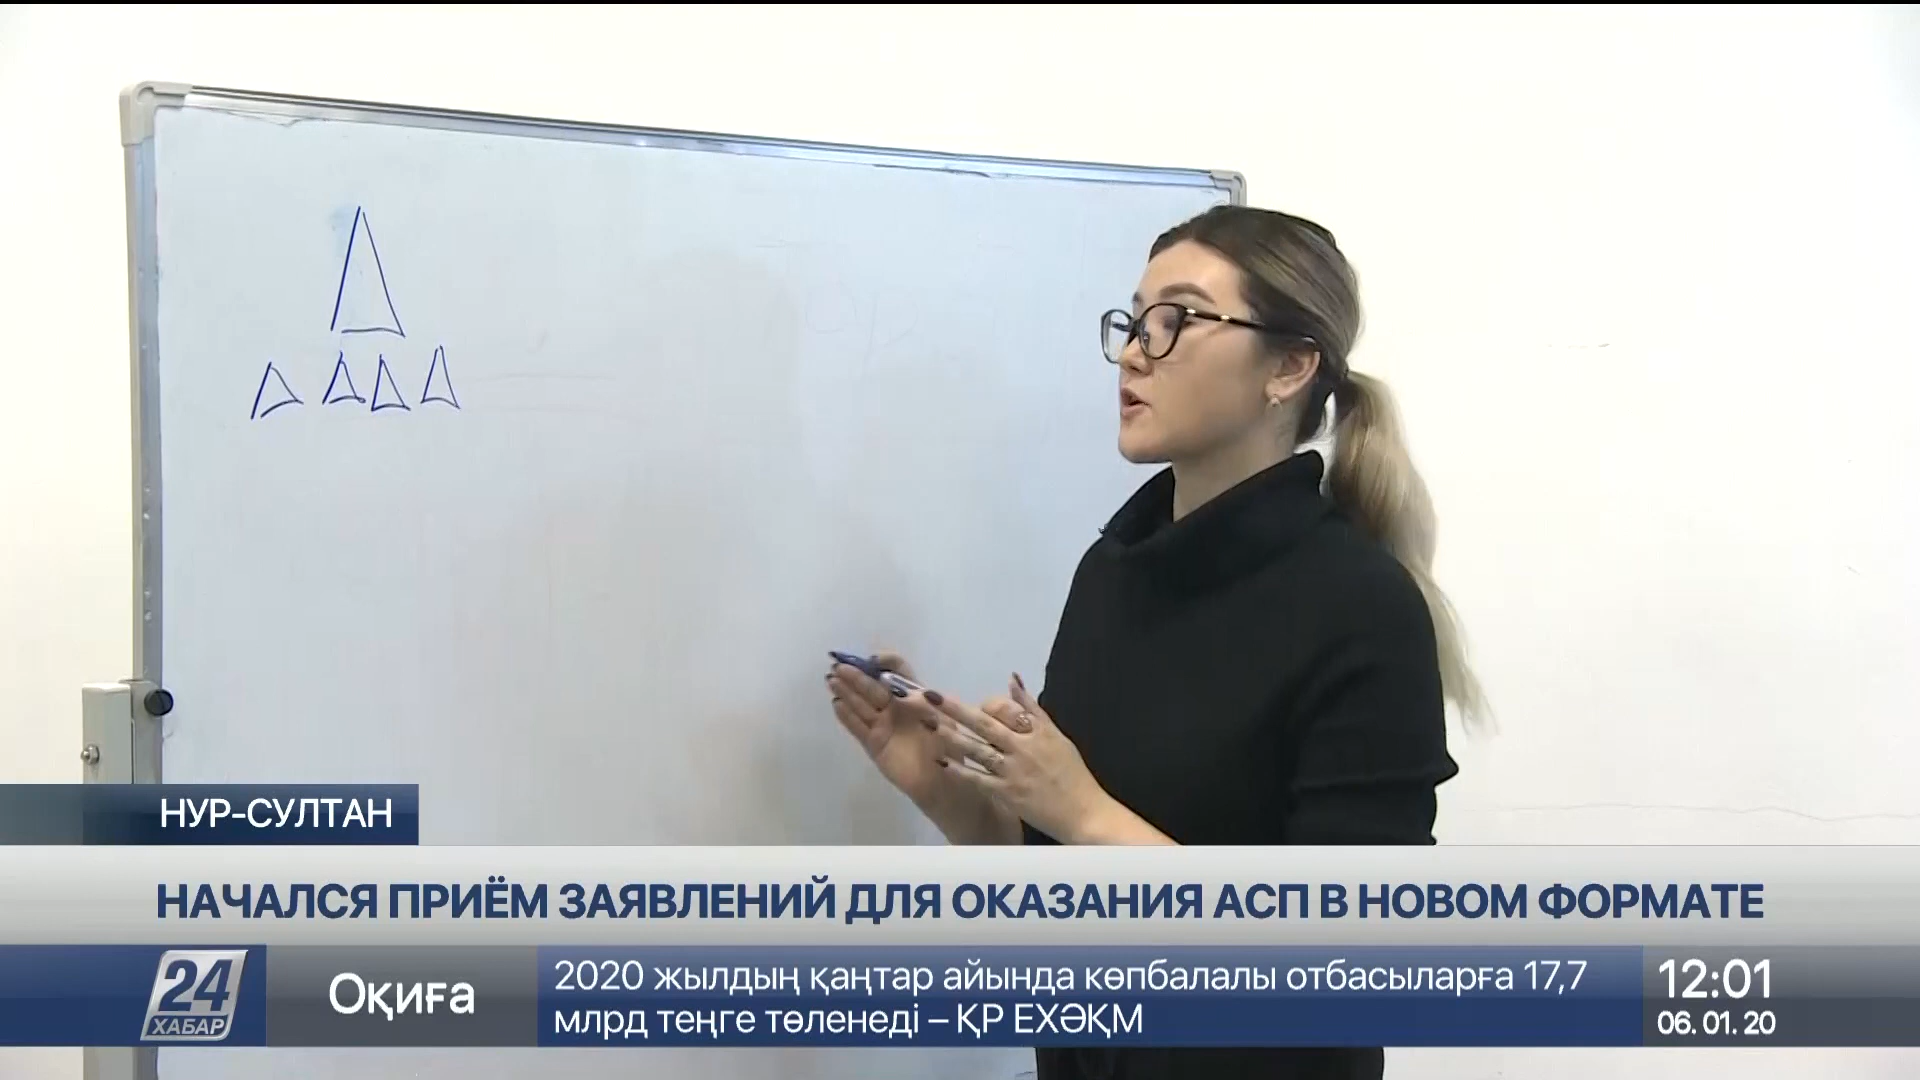 НУР-СУЛТАН
НАЧАЛСЯ ПРИЁМ ЗАЯВЛЕНИЙ ДЛЯ ОКАЗАНИЯ АСП В НОВОМ ФОРМАТЕ
24
ХАБАР
Оқиға
2020 жылдың қаңтар айында көпбалалы отбасыларға 17,7
млрд теңге төленеді – ҚР ЕХӘҚМ
12:01
06. 01. 20